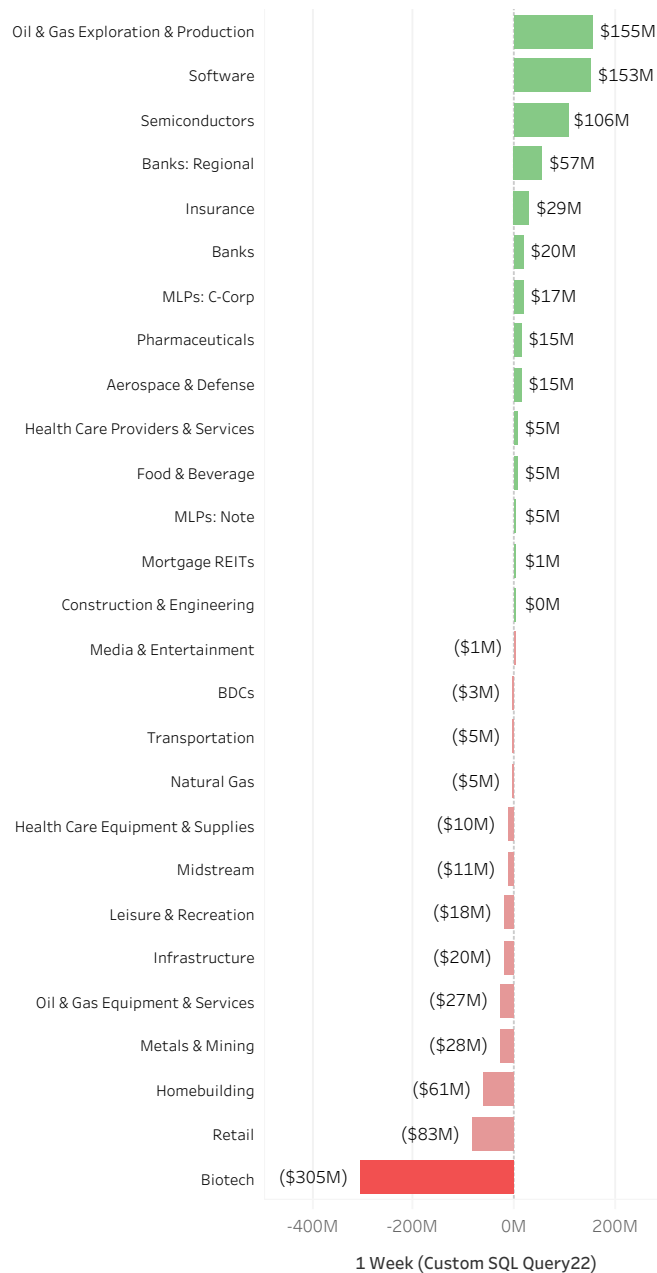 Oil & Gas Exploration & Production $155M
Software $153M
Semiconductors $106M
Banks: Regional $57M
Insurance $29M
Banks $20M
MLPs: C-Corp $17M
Pharmaceuticals $15M
Aerospace & Defense $15M
Health Care Providers & Services $5M
Food & Beverage $5M
MLPs: Note $5M
Mortgage REITs $1M
Construction & Engineering $0M
Media & Entertainment ($1M)
BDCs ($3M)
Transportation ($5M)
Natural Gas ($5M)
Health Care Equipment & Supplies ($10M)
Midstream ($11M)
Leisure & Recreation ($18M)
Infrastructure ($20M)
Oil & Gas Equipment & Services ($27M)
Metals & Mining ($28M)
Homebuilding ($61M)
Retail ($83M)
Biotech ($305M)
-400M -200M 0M 200M
1 Week (Custom SQL Query22)